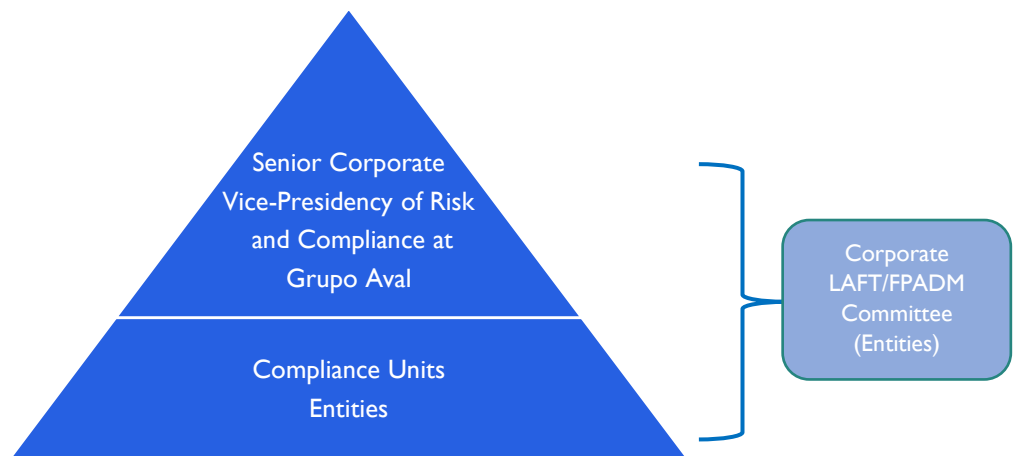 Senior Corporate
Vice-Presidency of Risk
and Compliance at
Grupo Aval
Compliance Units
Entities
Corporate
LAFT/FPADM
Committee
(Entities)